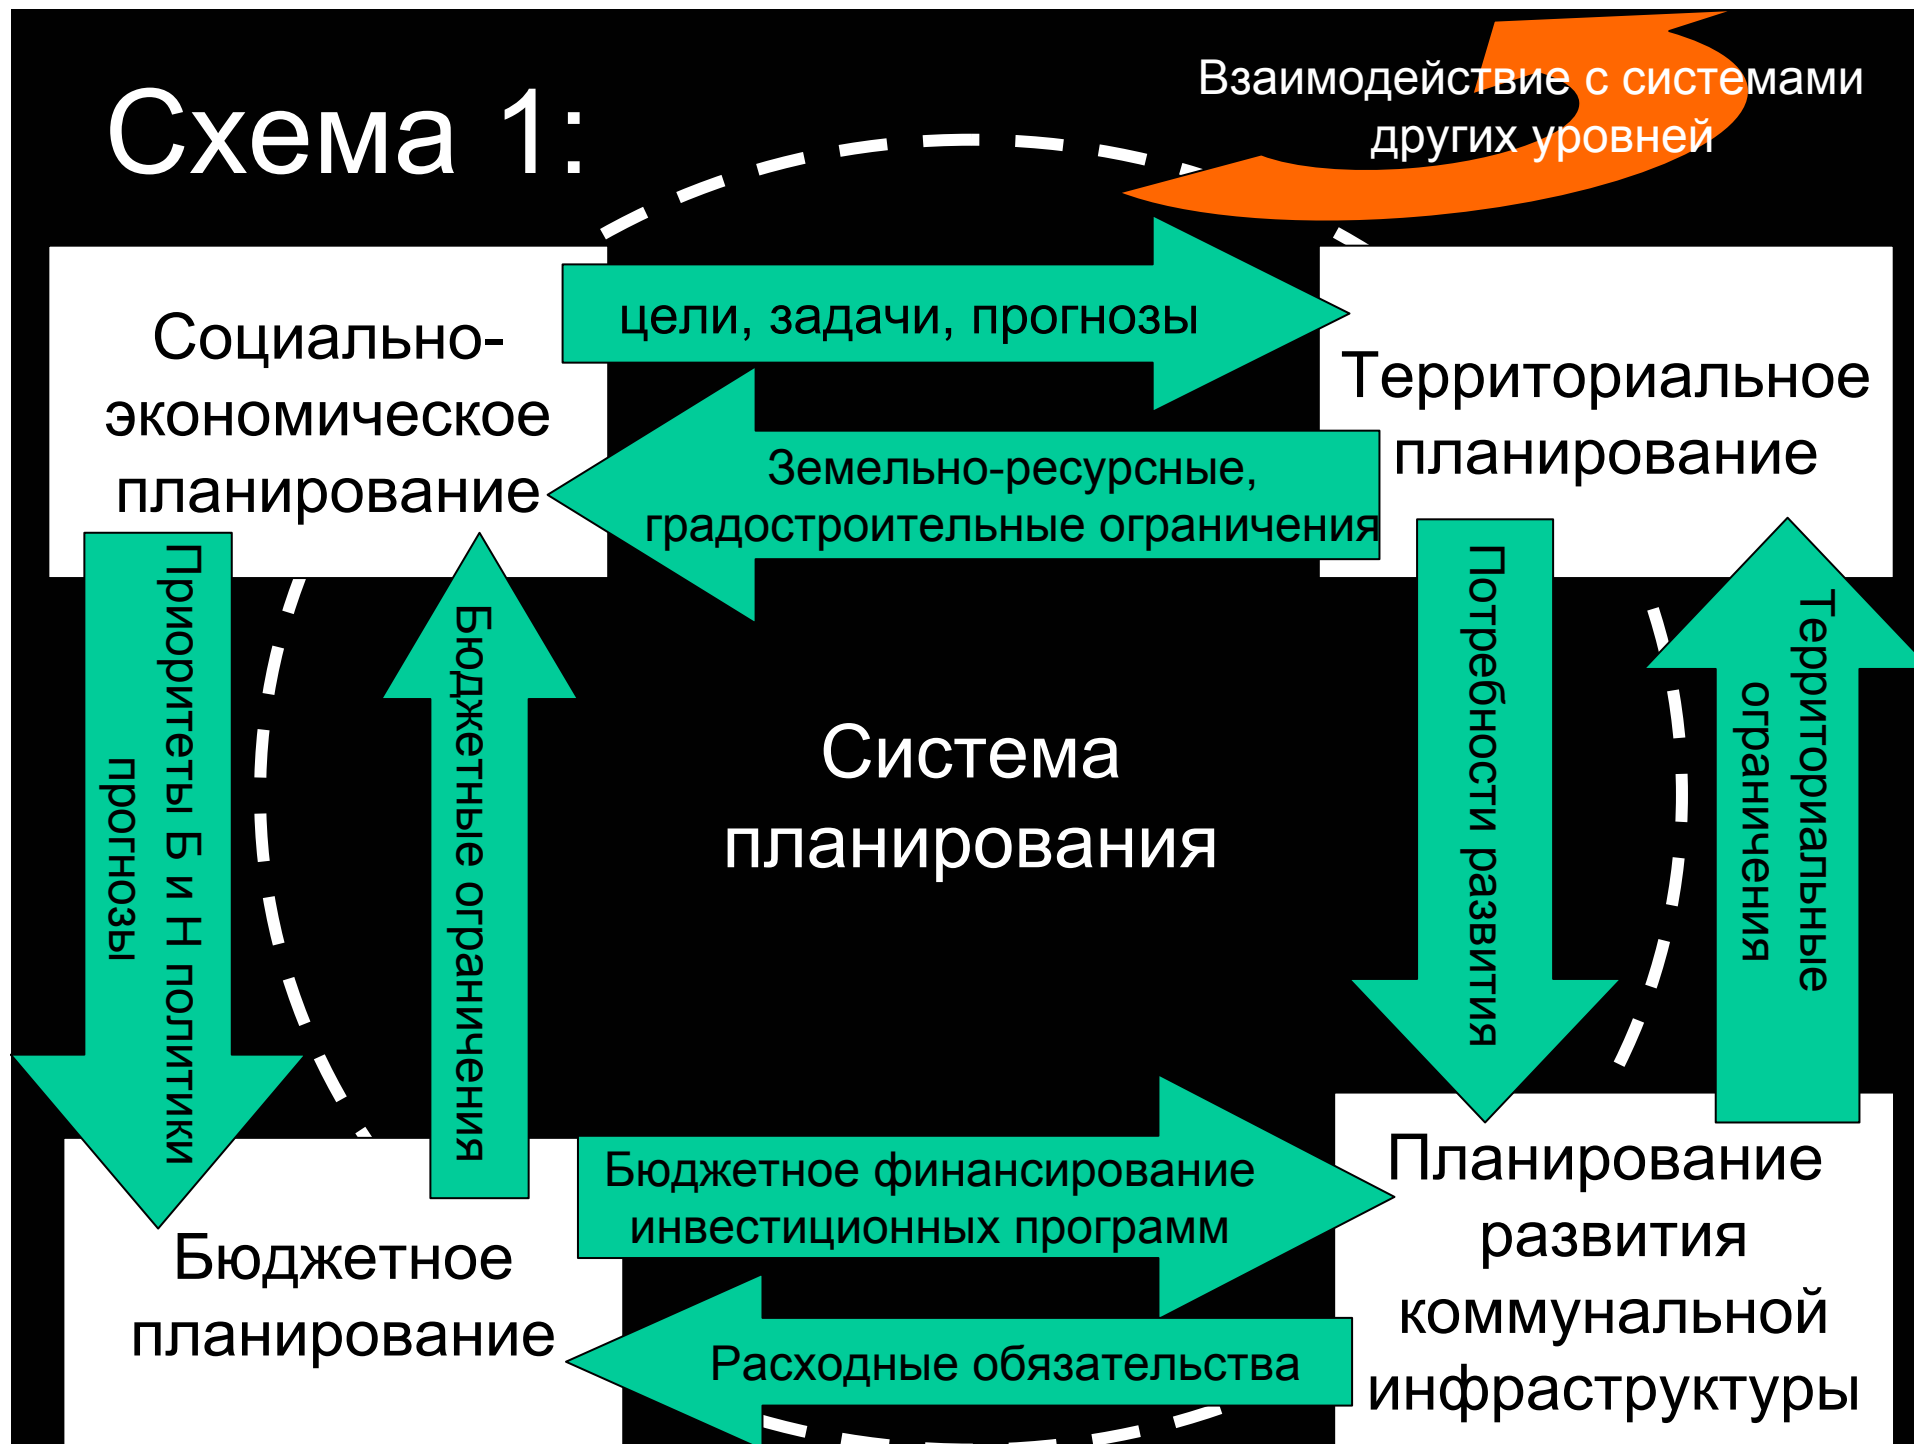 Схема 1:
Взаимодействие с системами
других уровней
Социально-
экономическое
планирование
цели, задачи, прогнозы
Территориальное
планирование
Земельно-ресурсные,
градостроительные ограничения
Приоритеты Б и Н политики
прогнозы
Бюджетные ограничения
Система
планирования
Потребности развития
Территориальные
ограничения
Бюджетное
планирование
Бюджетное финансирование
инвестиционных программ
Расходные обязательства
Планирование
развития
коммунальной
инфраструктуры